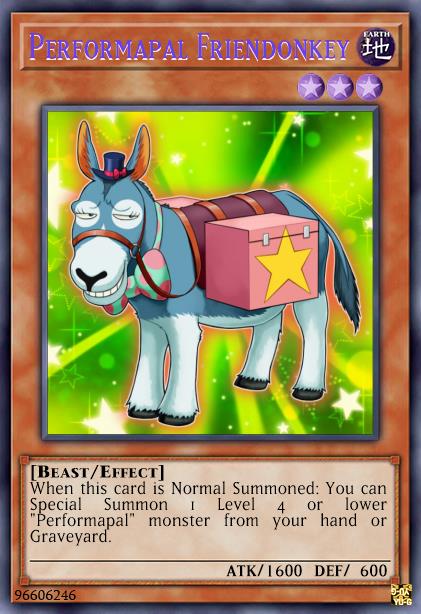 Performapal Friendonkey
EARTH
地
[Beast/Effect]
When this card is Normal Summoned: You can
Special Summon 1 Level 4 or lower
"Performapal" monster from your hand or
Graveyard.
ATK/1600 DEF/ 600
96606246